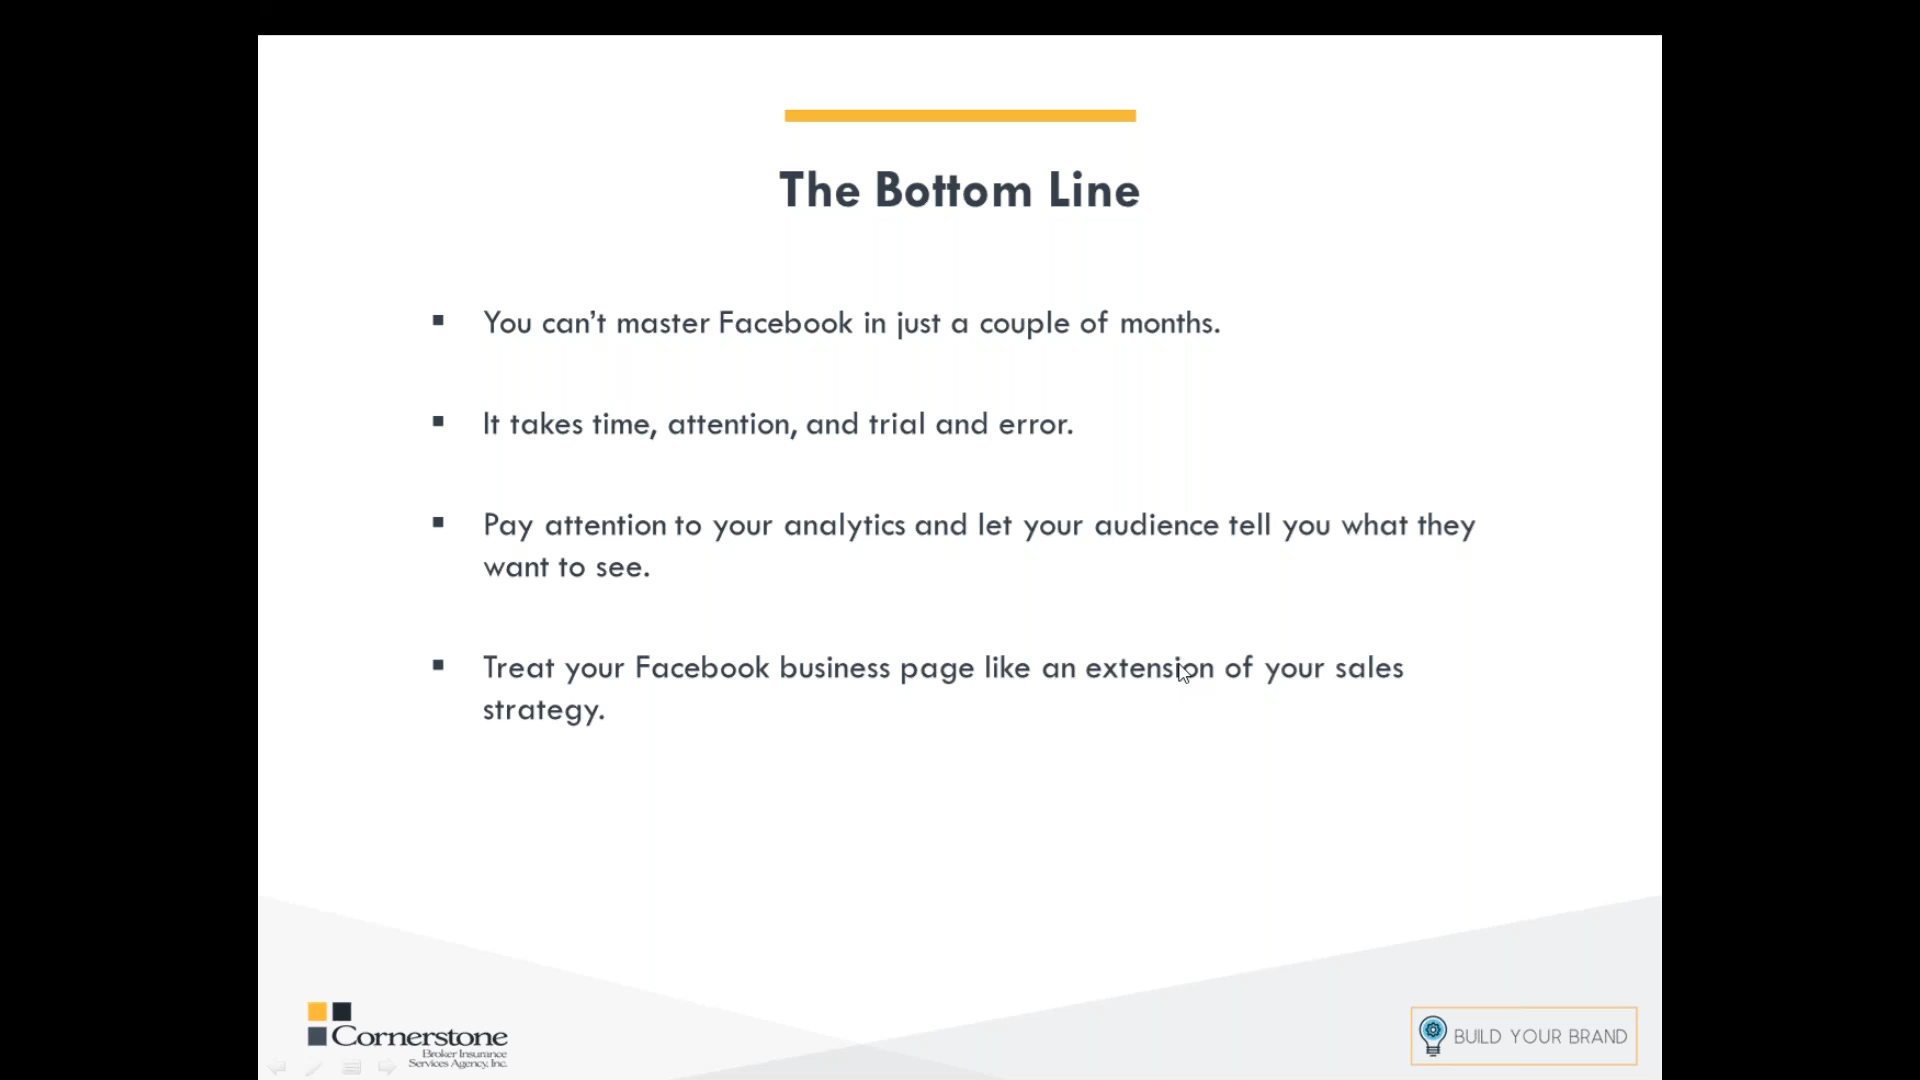 The Bottom Line
▪ You can’t master Facebook in just a couple of months.
▪ It takes time, attention, and trial and error.
▪ Pay attention to your analytics and let your audience tell you what they
want to see.
▪ Treat your Facebook business page like an extension of your sales
strategy.
Cornerstone
Broker Insurance
Services Agency, Inc.
BUILD YOUR BRAND